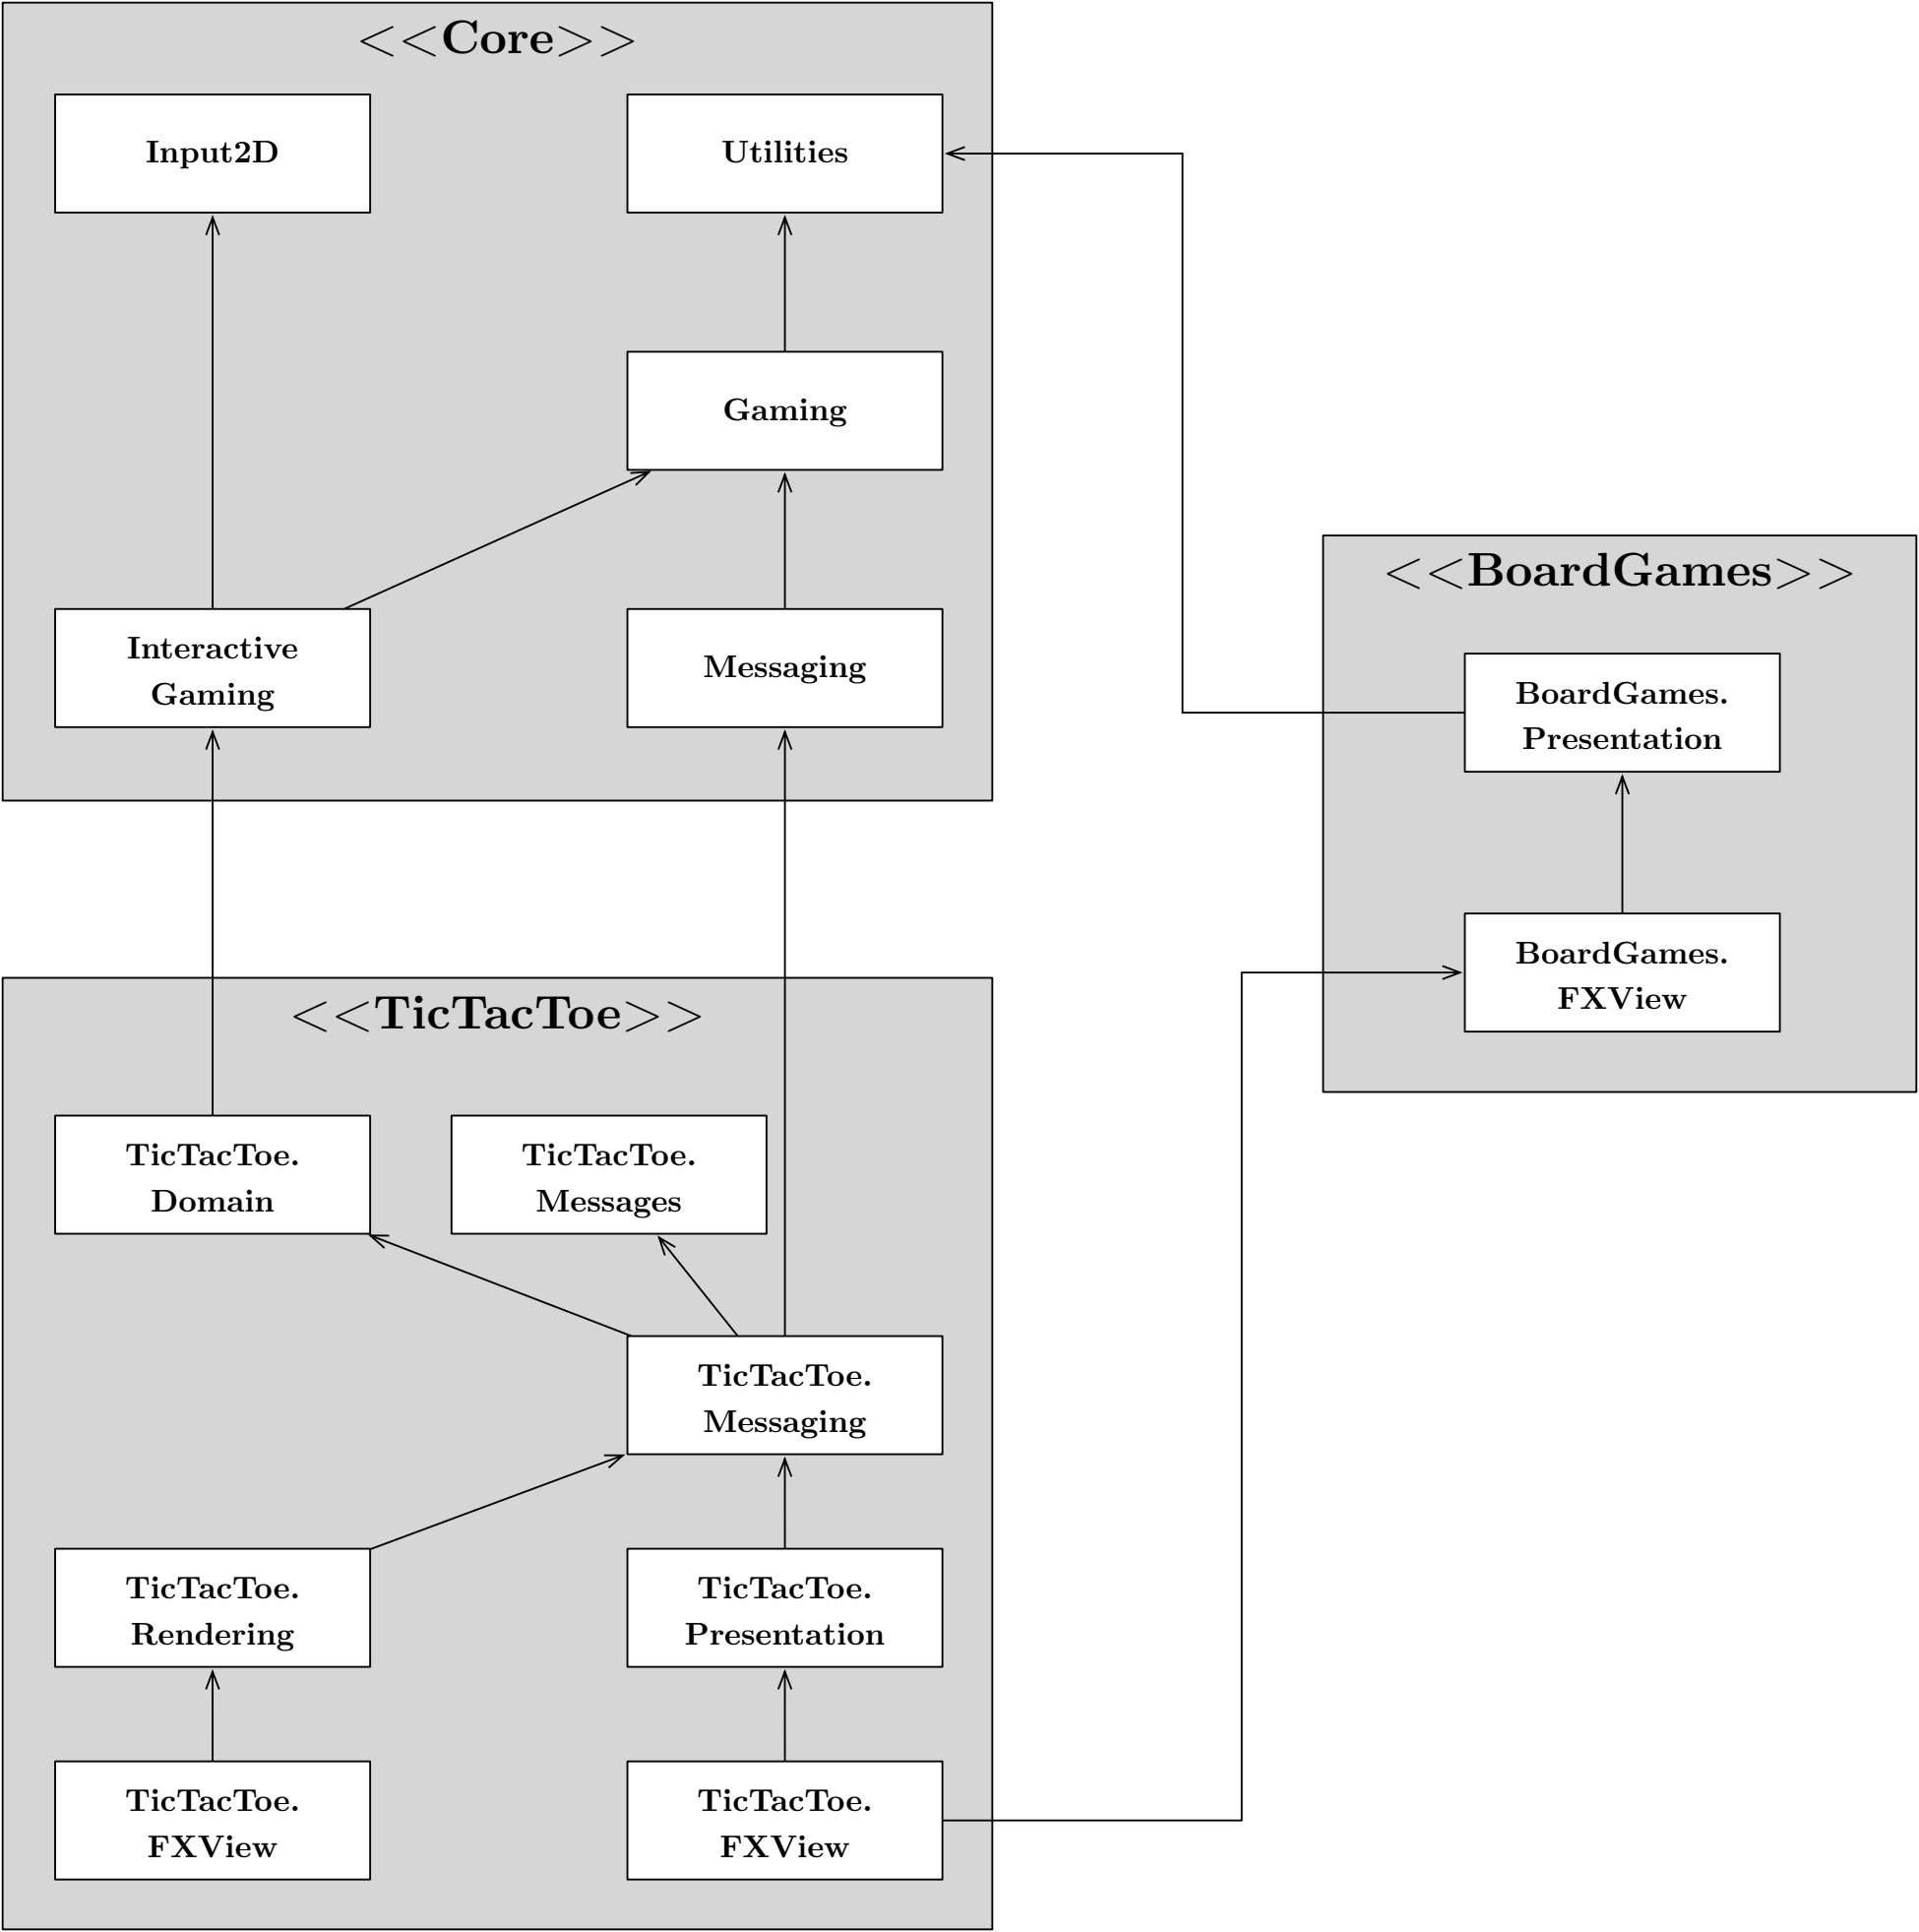 <<Core>>
Input2D
Utilities
Gaming
Interactive
Gaming
Messaging
<<BoardGames>>
BoardGames.
Presentation
BoardGames.
FXView
<<TicTacToe>>
TicTacToe.
Domain
TicTacToe.
Messages
TicTacToe.
Messaging
TicTacToe.
Rendering
TicTacToe.
Presentation
TicTacToe.
FXView
TicTacToe.
FXView